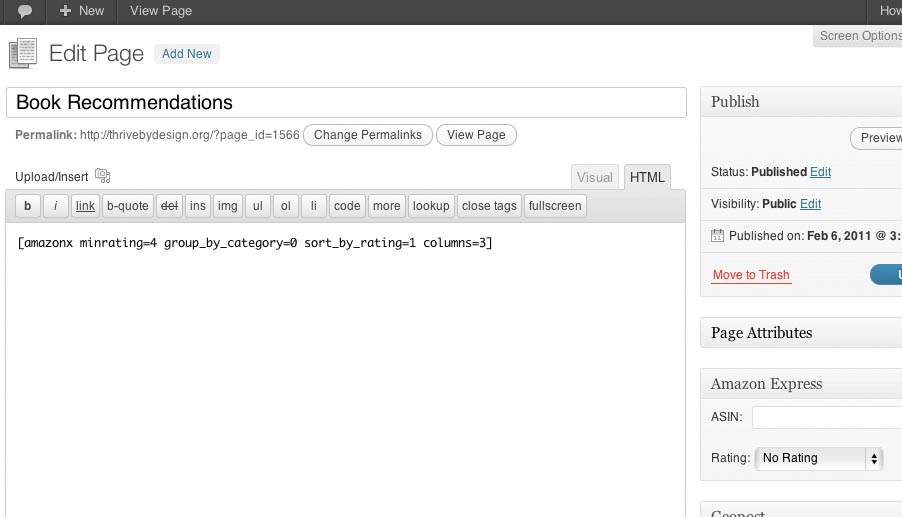 New View Page How
Screen Options
Edit Page Add New
Book Recommendations
Permalink: http://thrivebydesign.org/?page_id=1566 Change Permalinks View Page
Upload/Insert Visual HTML
b i link b-quote del ins img ul ol li code more lookup close tags fullscreen
[amazonx minrating=4 group_by_category=0 sort_by_rating=1 columns=3]
Publish
Preview
Status: Published Edit
Visibility: Public Edit
11 Published on: Feb 6, 2011 @ 3:
Move to Trash U
Page Attributes
Amazon Express
ASIN:
Rating: No Rating
Geopost